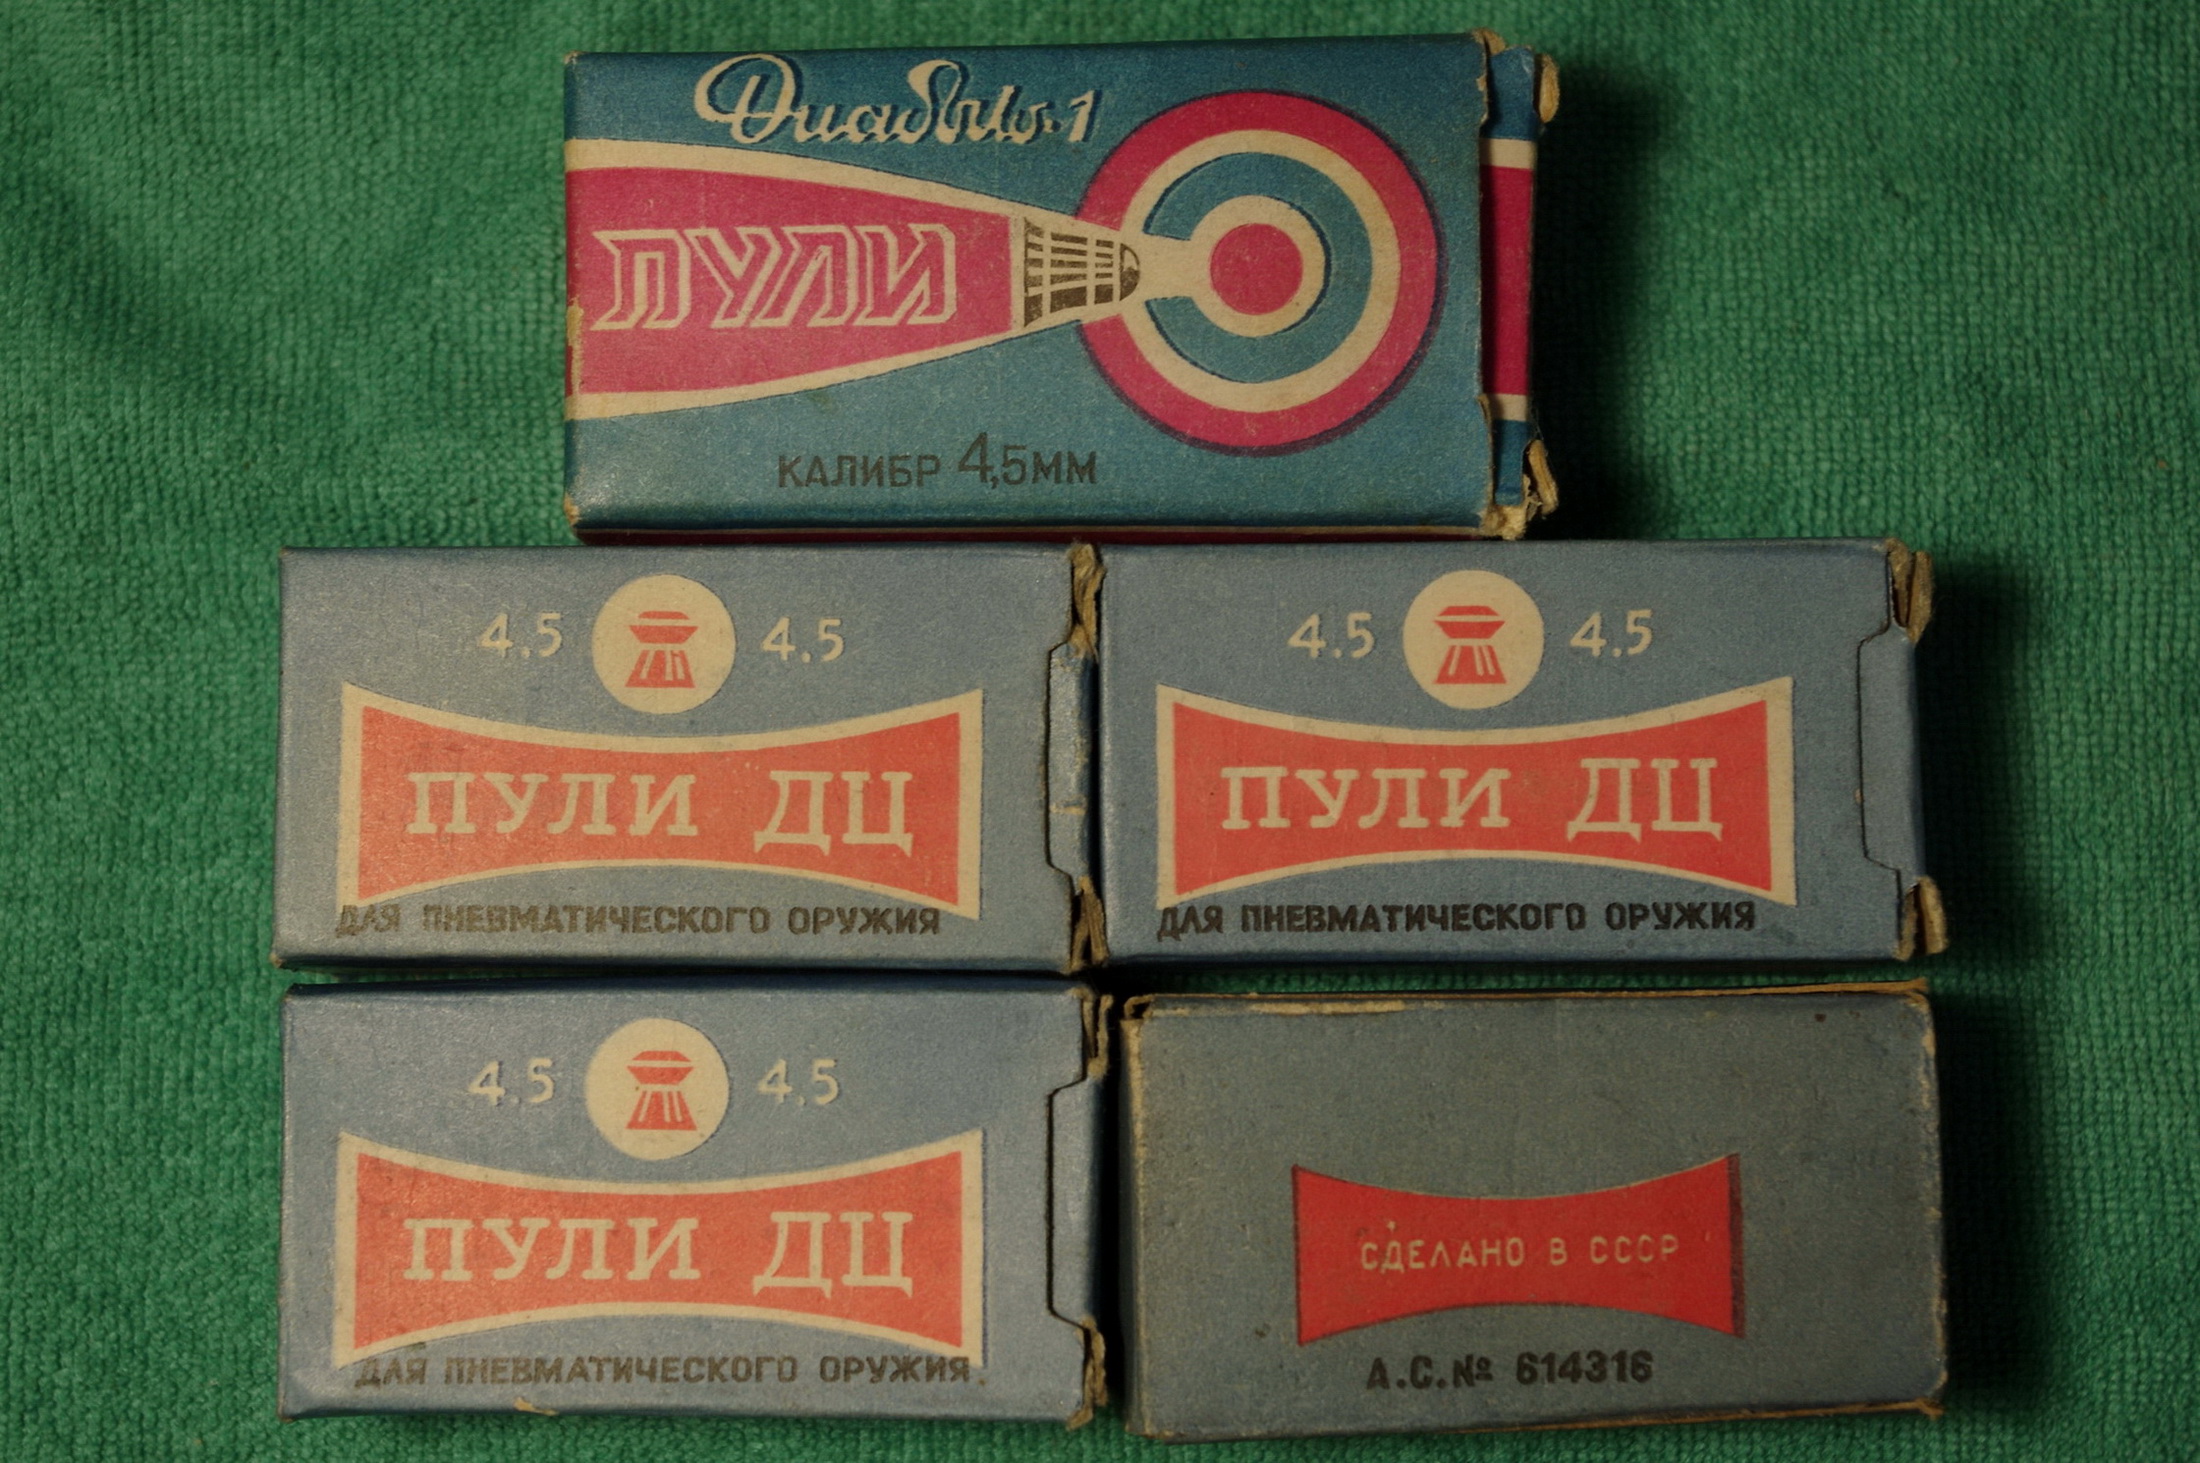 Диабло-1
ПУЛИ
КАЛИБР 4,5ММ
4.5 4.5
ПУЛИ ДЦ
ДЛЯ ПНЕВМАТИЧЕСКОГО ОРУЖИЯ
4.5 4.5
ПУЛИ ДЦ
ДЛЯ ПНЕВМАТИЧЕСКОГО ОРУЖИЯ
4.5 4.5
ПУЛИ ДЦ
ДЛЯ ПНЕВМАТИЧЕСКОГО ОРУЖИЯ.
СДЕЛАНО В СССР
А.С.№ 614316